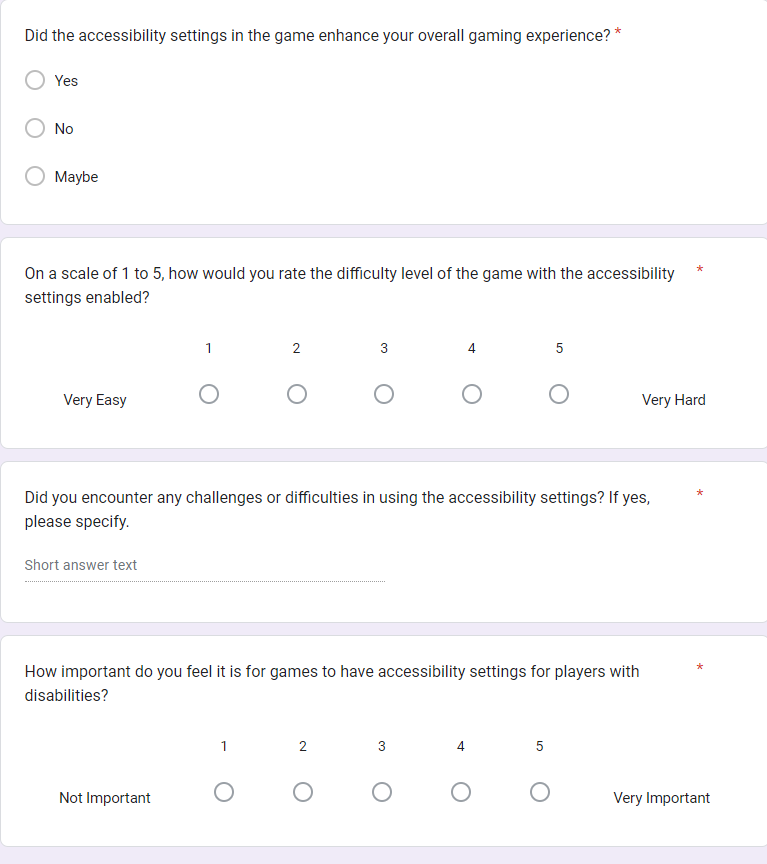 Did the accessibility settings in the game enhance your overall gaming experience? *
Yes
No
Maybe
On a scale of 1 to 5, how would you rate the difficulty level of the game with the accessibility *
settings enabled?
1 2 3 4 5
Very Easy Very Hard
Did you encounter any challenges or difficulties in using the accessibility settings? If yes, *
please specify.
Short answer text
How important do you feel it is for games to have accessibility settings for players with *
disabilities?
1 2 3 4 5
Not Important Very Important